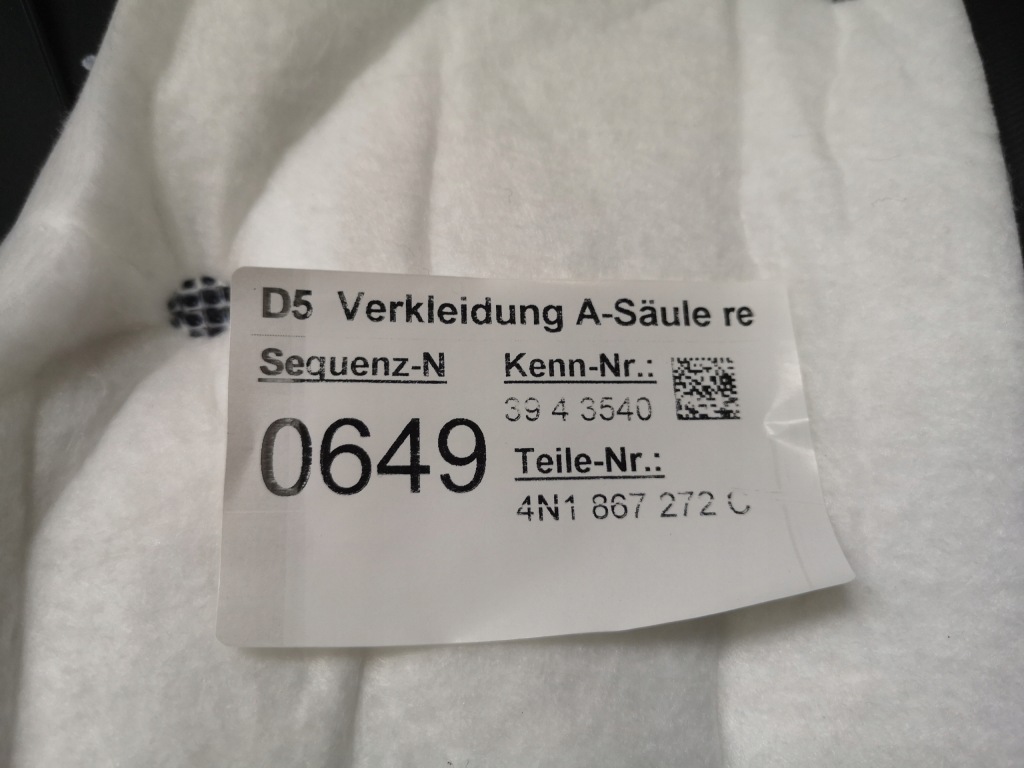 D5 Verkleidung A-Säule re
Sequenz-N Kenn-Nr.:
39 4 3540
0649
Teile-Nr.:
4N1 867 272 C